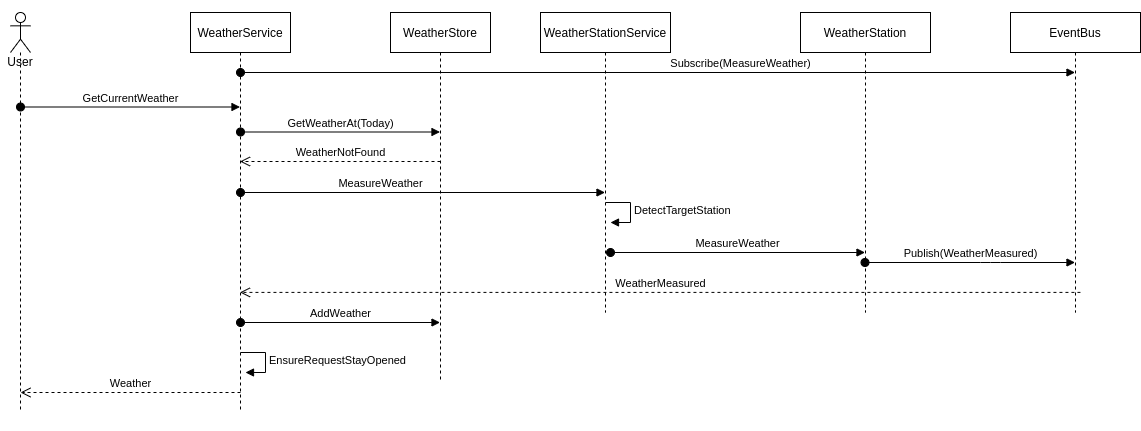 User
WeatherService
WeatherStore
WeatherStationService
WeatherStation
EventBus
Subscribe(MeasureWeather)
GetCurrentWeather
GetWeatherAt(Today)
WeatherNotFound
MeasureWeather
DetectTargetStation
MeasureWeather
Publish(WeatherMeasured)
WeatherMeasured
AddWeather
EnsureRequestStayOpened
Weather